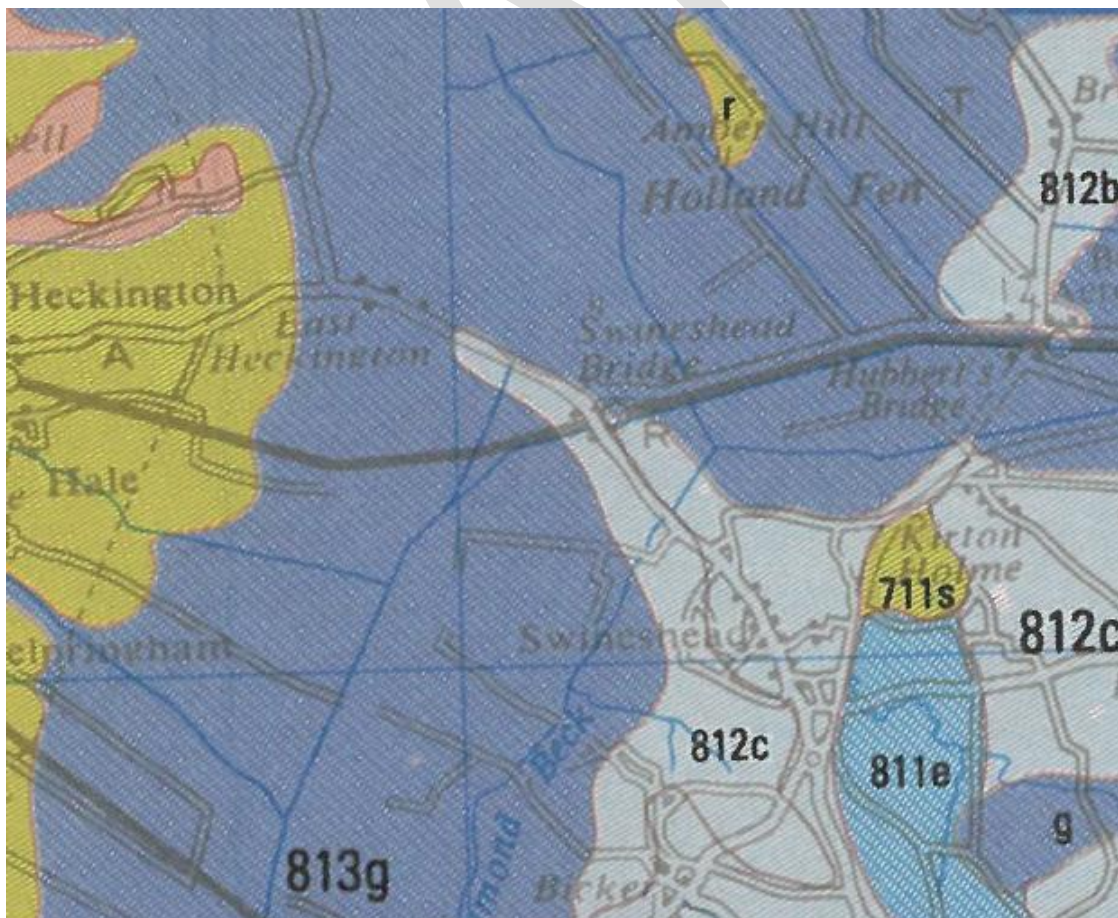 r
Amber Hill
T
812b
Holland Fen
Heckington
East
Heckington
A
Swineshead
Bridge
R
Hubbert's
Bridge
Hale
Kirton
Holme
711s
812c
Swineshead
812c
811e
Beck
g
813g
Bicker